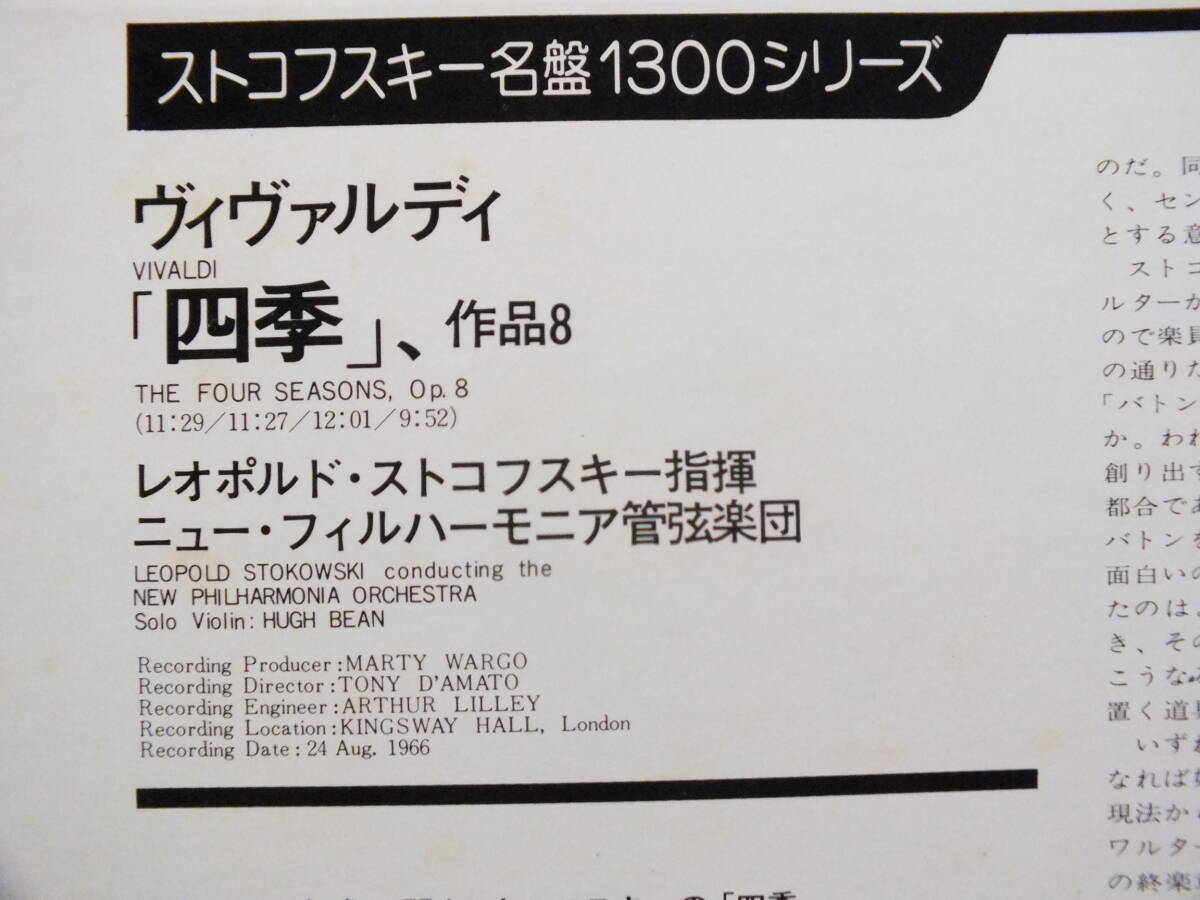 ストコフスキー名盤1300シリーズ
ヴィヴァルディ
VIVALDI
「四季」、作品8
THE FOUR SEASONS, Op. 8
(11:29／11:27／12:01／9:52)
レオポルド・ストコフスキー指揮
ニュー・フィルハーモニア管弦楽団
LEOPOLD STOKOWSKI conducting the
NEW PHILHARMONIA ORCHESTRA
Solo Violin: HUGH BEAN
Recording Producer:MARTY WARGO
Recording Director:TONY D'AMATO
Recording Engineer:ARTHUR LILLEY
Recording Location:KINGSWAY HALL, London
Recording Date:24 Aug. 1966
のだ。同
く、セン
とする意
ストコ
ルターか
ので楽員
の通りた
「バトン
か。われ
創り出す
都合であ
バトンを
面白いの
たのは
き、その
こうな
置く道
いずれ
なれば
現法から
ワルター
の終楽
の「四季